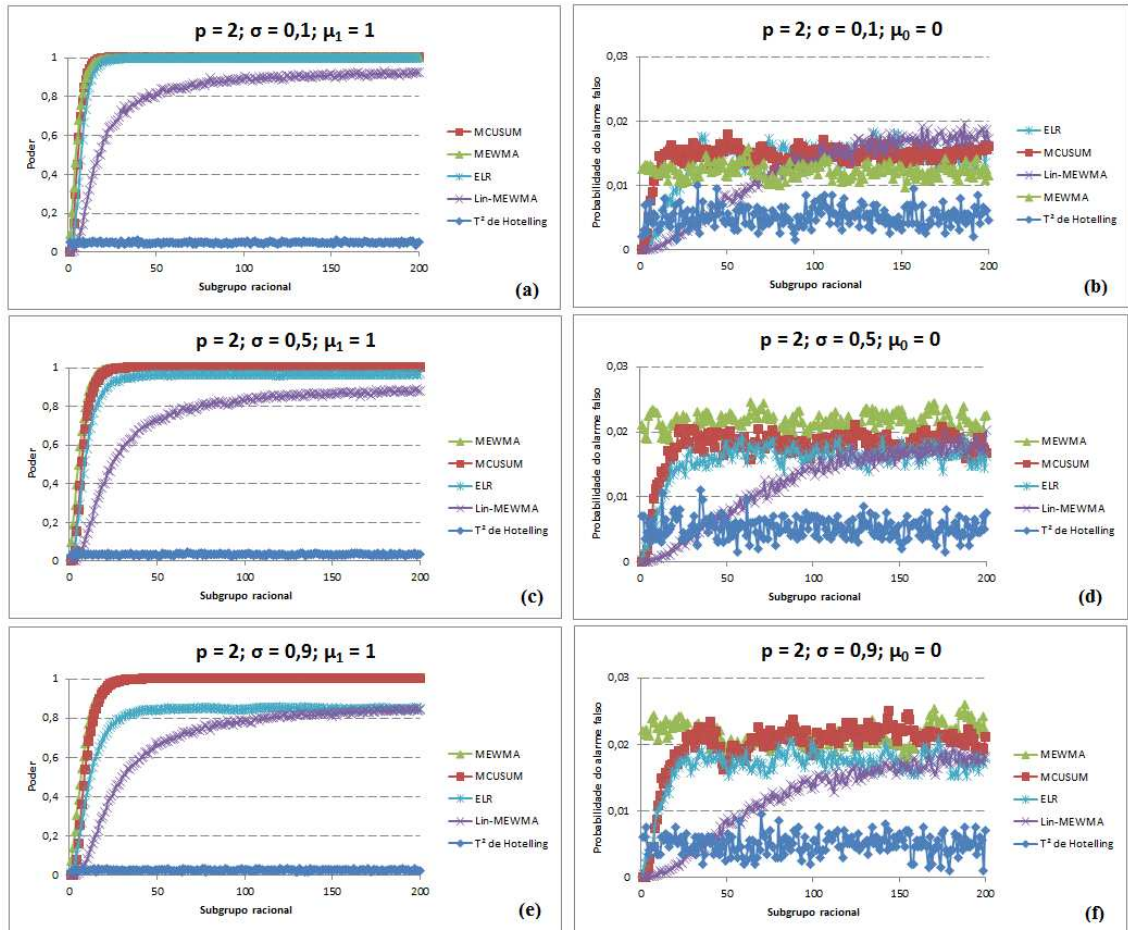 p = 2; σ = 0,1; μ₁ = 1
Poder
1
0,8
0,6
0,4
0,2
0
0 50 100 150 200
Subgrupo racional
MCUSUM
MEWMA
ELR
Lin-MEWMA
T² de Hotelling
(a)
p = 2; σ = 0,1; μ₀ = 0
Probabilidade do alarme falso
0,03
0,02
0,01
0
0 50 100 150 200
Subgrupo racional
ELR
MCUSUM
Lin-MEWMA
MEWMA
T² de Hotelling
(b)
p = 2; σ = 0,5; μ₁ = 1
Poder
1
0,8
0,6
0,4
0,2
0
0 50 100 150 200
Subgrupo racional
MEWMA
MCUSUM
ELR
Lin-MEWMA
T² de Hotelling
(c)
p = 2; σ = 0,5; μ₀ = 0
Probabilidade do alarme falso
0,03
0,02
0,01
0
0 50 100 150 200
Subgrupo racional
MEWMA
MCUSUM
ELR
Lin-MEWMA
T² de Hotelling
(d)
p = 2; σ = 0,9; μ₁ = 1
Poder
1
0,8
0,6
0,4
0,2
0
0 50 100 150 200
Subgrupo racional
MEWMA
MCUSUM
ELR
Lin-MEWMA
T² de Hotelling
(e)
p = 2; σ = 0,9; μ₀ = 0
Probabilidade do alarme falso
0,03
0,02
0,01
0
0 50 100 150 200
Subgrupo racional
MEWMA
MCUSUM
ELR
Lin-MEWMA
T² de Hotelling
(f)